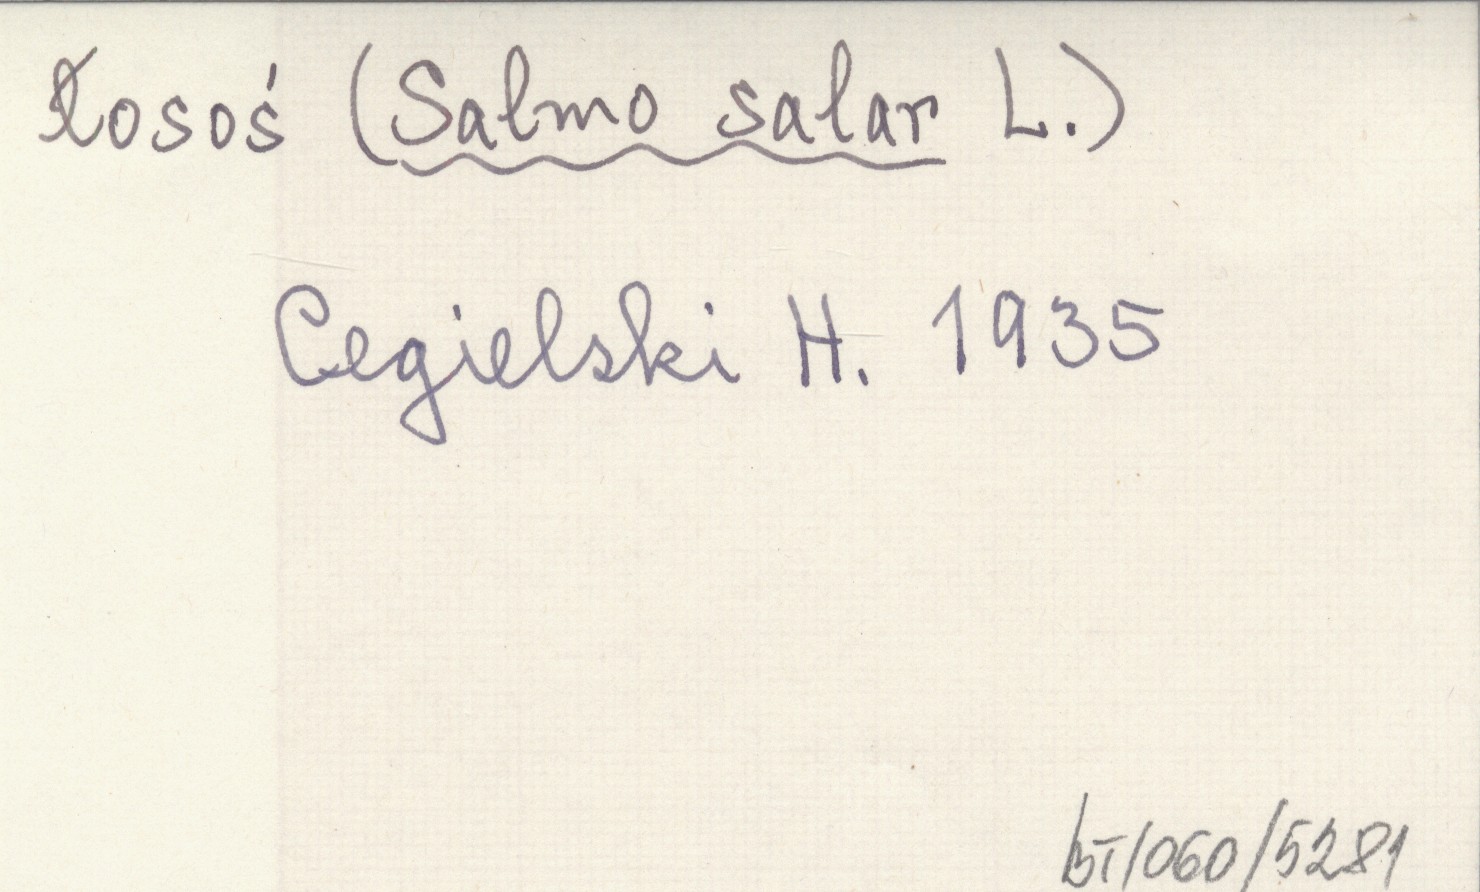 Łosoś (Salmo salar L.)
Cegielski H. 1935
bT/060/5281